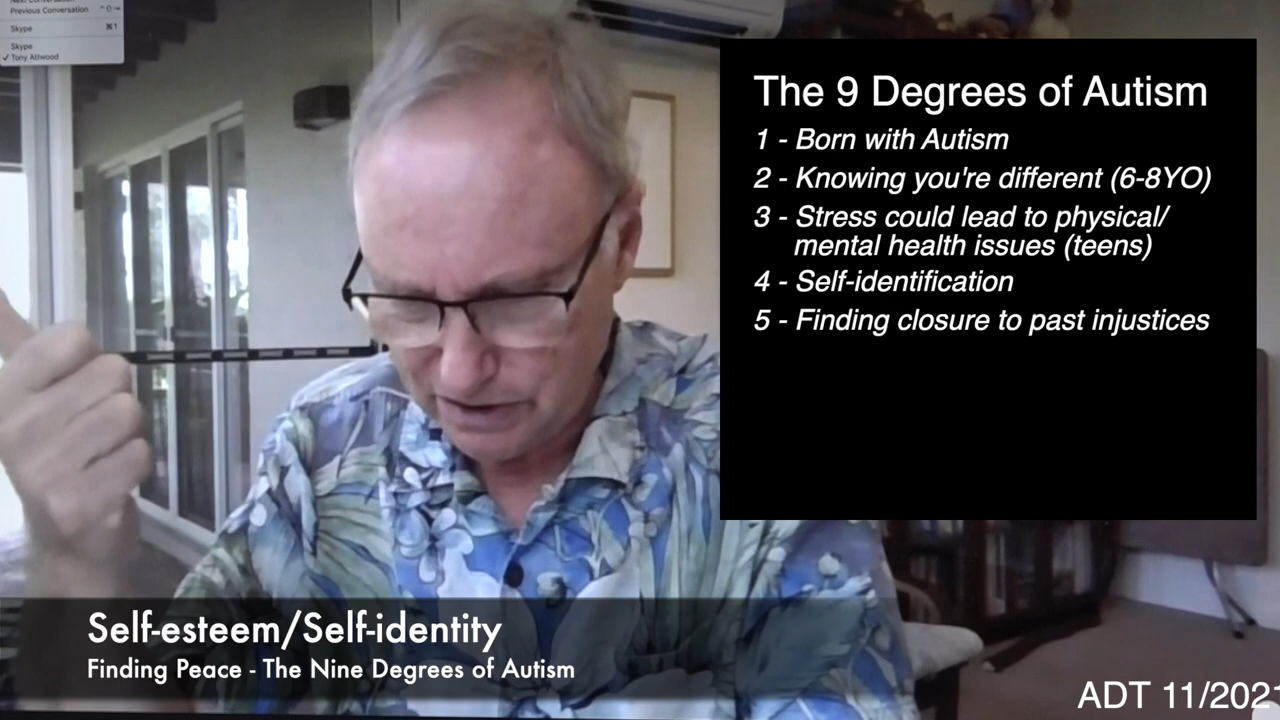 Previous Conversation
Skype ⌘1
Skype
✓ Tony Attwood
The 9 Degrees of Autism
1 - Born with Autism
2 - Knowing you're different (6-8YO)
3 - Stress could lead to physical/
mental health issues (teens)
4 - Self-identification
5 - Finding closure to past injustices
Self-esteem/Self-identity
Finding Peace - The Nine Degrees of Autism
ADT 11/2021